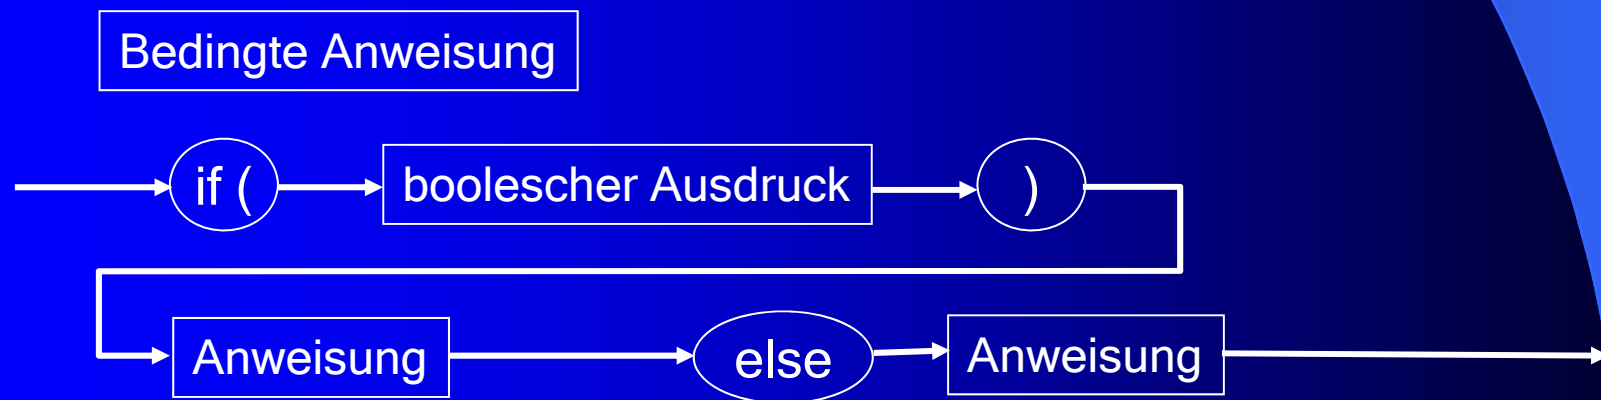 Bedingte Anweisung
if ( boolescher Ausdruck )
Anweisung else Anweisung